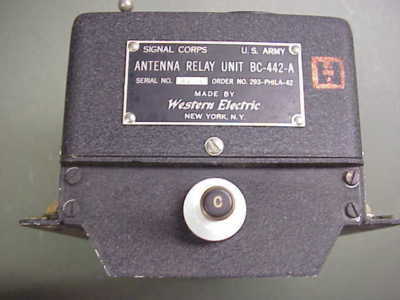 SIGNAL CORPS U.S. ARMY
ANTENNA RELAY UNIT BC-442-A
SERIAL NO. ORDER NO. 293-PHILA-42
MADE BY
Western Electric
NEW YORK, N.Y.
C